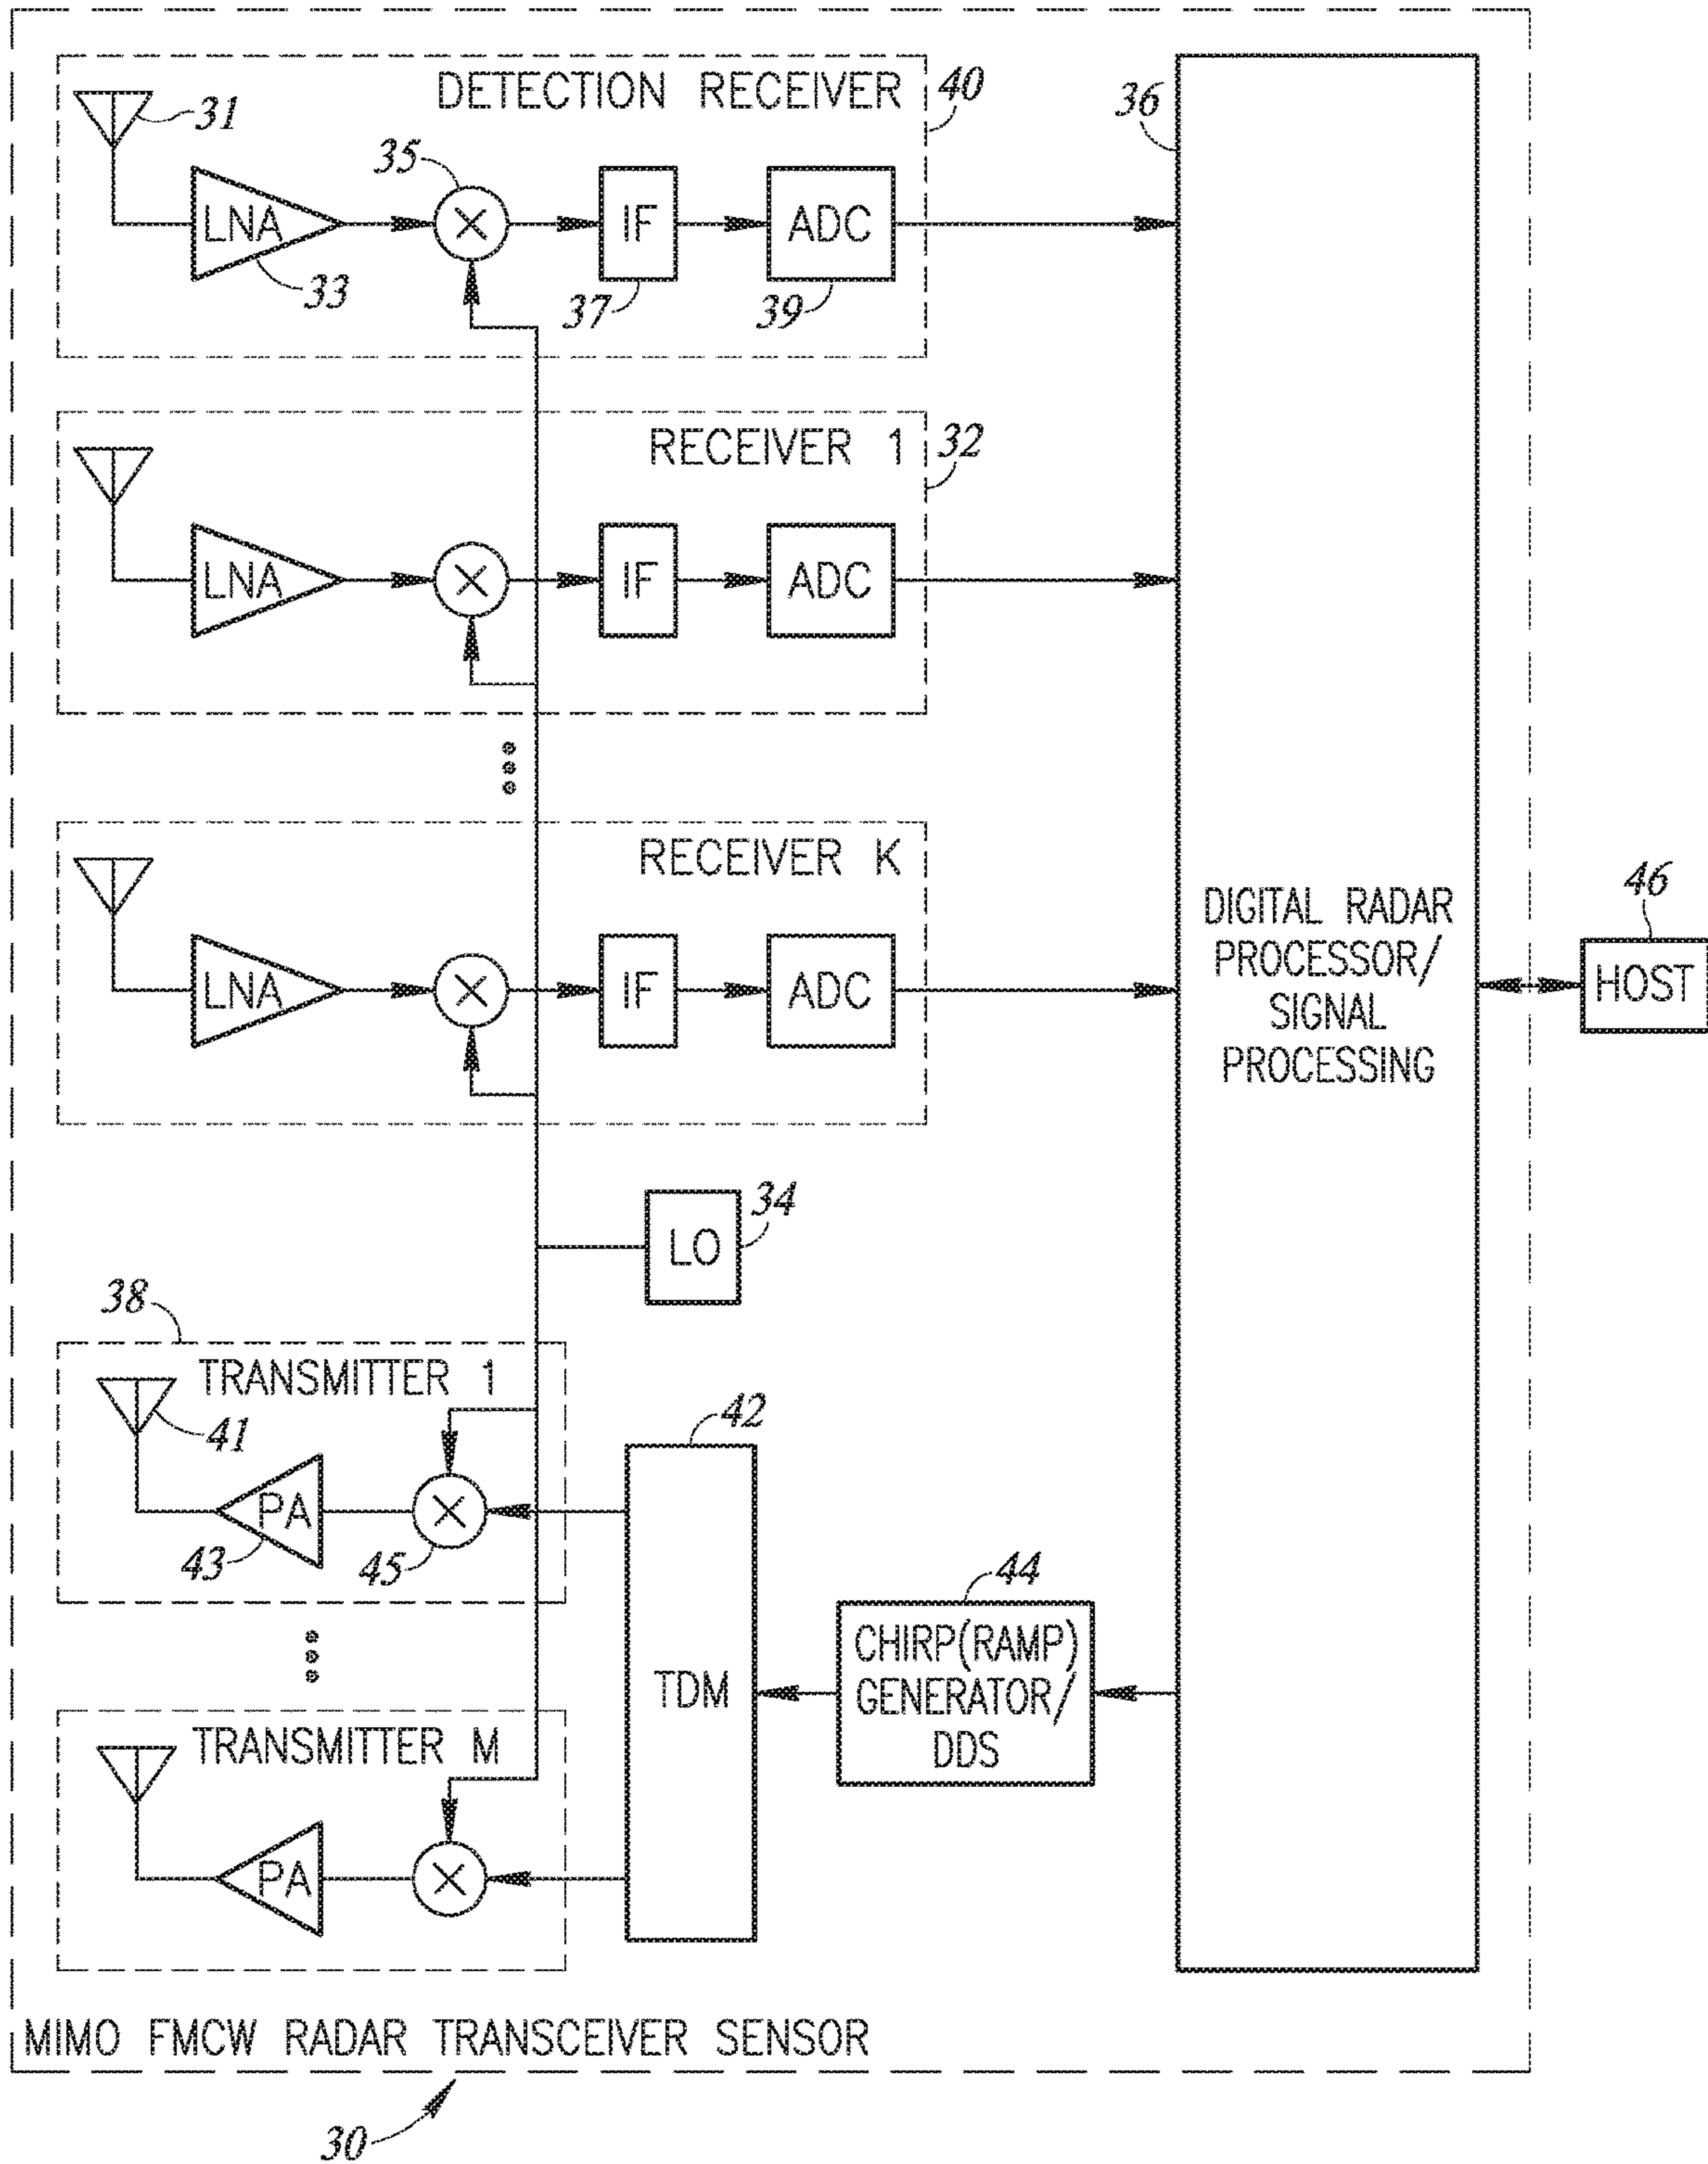 DETECTION RECEIVER
40
31
35
36
LNA
IF
ADC
33
37
39
RECEIVER 1
32
LNA
IF
ADC
RECEIVER K
LNA
IF
ADC
DIGITAL RADAR
PROCESSOR/
SIGNAL
PROCESSING
46
HOST
LO
34
38
TRANSMITTER 1
41
PA
43
45
42
TDM
44
CHIRP(RAMP)
GENERATOR/
DDS
TRANSMITTER M
PA
MIMO FMCW RADAR TRANSCEIVER SENSOR
30